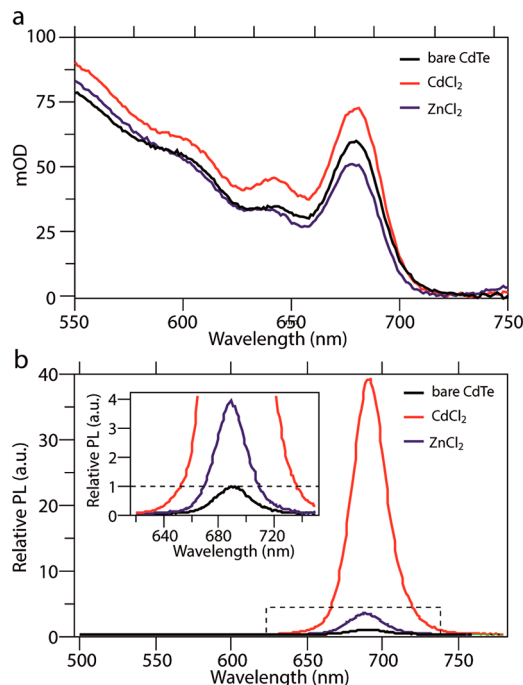 a
100
75
50
25
0
mOD
bare CdTe
CdCl2
ZnCl2
550 600 650 700 750
Wavelength (nm)
b
40
30
20
10
0
Relative PL (a.u.)
bare CdTe
CdCl2
ZnCl2
4
3
2
1
0
Relative PL (a.u.)
640 680 720
Wavelength (nm)
500 550 600 650 700 750
Wavelength (nm)